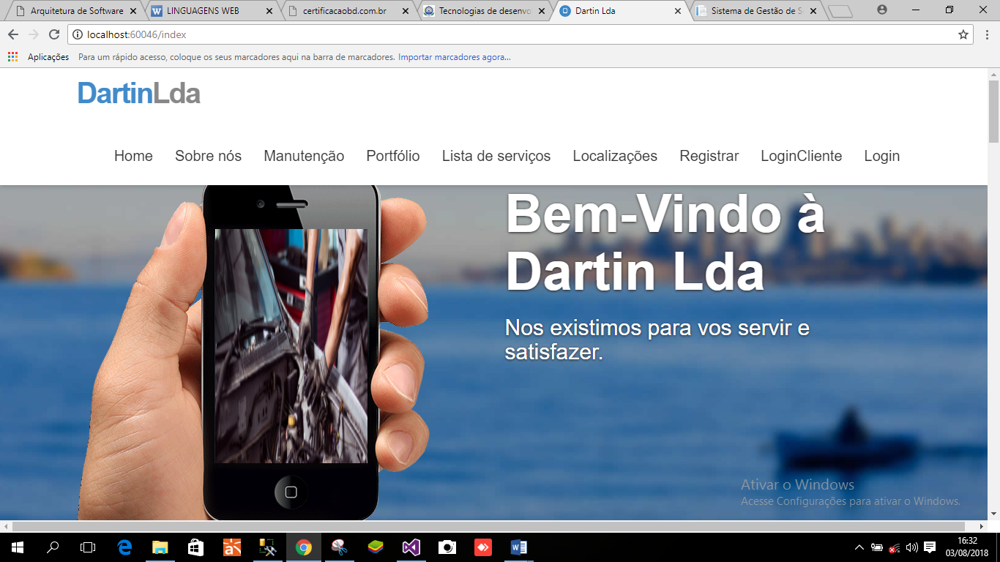 Arquitetura de Software
LINGUAGENS WEB
certificacaobd.com.br
Tecnologias de desenvo
Dartin Lda
Sistema de Gestão de S
localhost:60046/index
Aplicações
Para um rápido acesso, coloque os seus marcadores aqui na barra de marcadores. Importar marcadores agora...
DartinLda
Home Sobre nós Manutenção Portfólio Lista de serviços Localizações Registrar LoginCliente Login
Bem-Vindo à
Dartin Lda
Nos existimos para vos servir e
satisfazer.
Ativar o Windows
Acesse Configurações para ativar o Windows.
16:32
03/08/2018